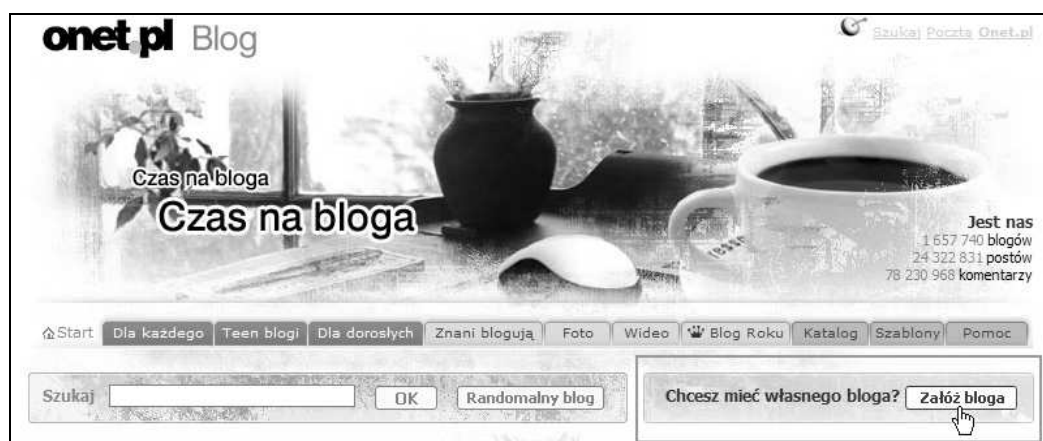 onet.pl Blog
Szukaj Poczta Onet.pl
Czas na bloga
Czas na bloga
Jest nas
1 657 740 blogów
24 322 831 postów
78 230 968 komentarzy
Start Dla każdego Teen blogi Dla dorosłych Znani blogują Foto Wideo Blog Roku Katalog Szablony Pomoc
Szukaj OK Randomalny blog
Chcesz mieć własnego bloga? Załóż bloga